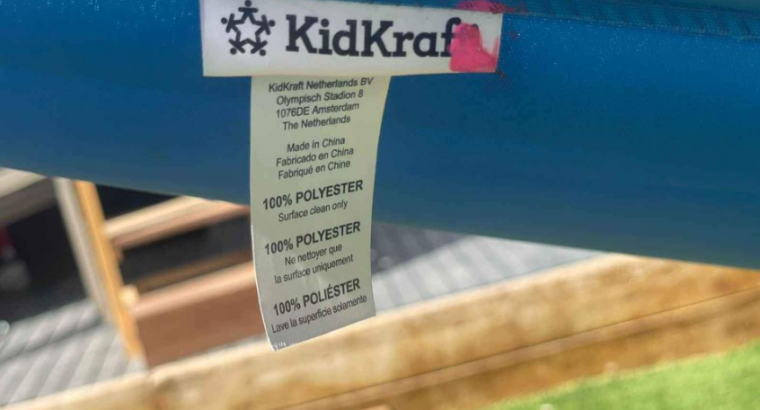 KidKraf
KidKraft Netherlands BV
Olympisch Stadion 8
1076DE Amsterdam
The Netherlands
Made in China
Fabricado en China
Fabriqué en Chine
100% POLYESTER
Surface clean only
100% POLYESTER
Ne nettoyer que
la surface uniquement
100% POLIÉSTER
Lave la superficie solamente